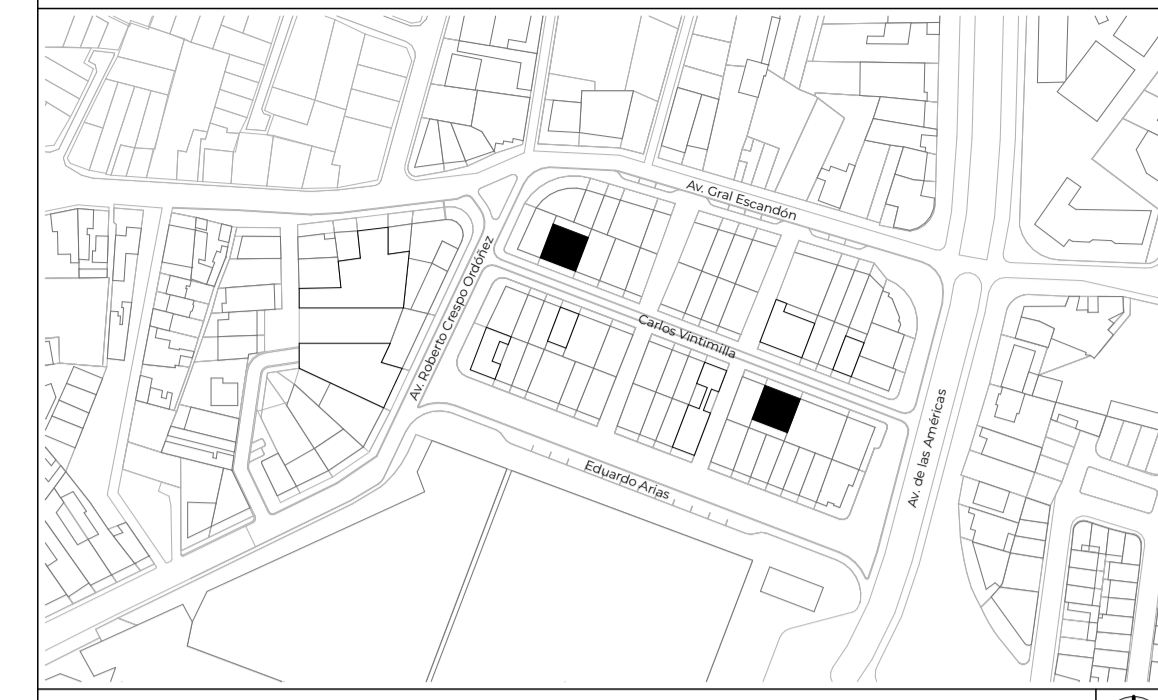 Av. Gral Escandón
Av. Roberto Crespo Ordóñez
Carlos Vintimilla
Av. de las Américas
Eduardo Arias